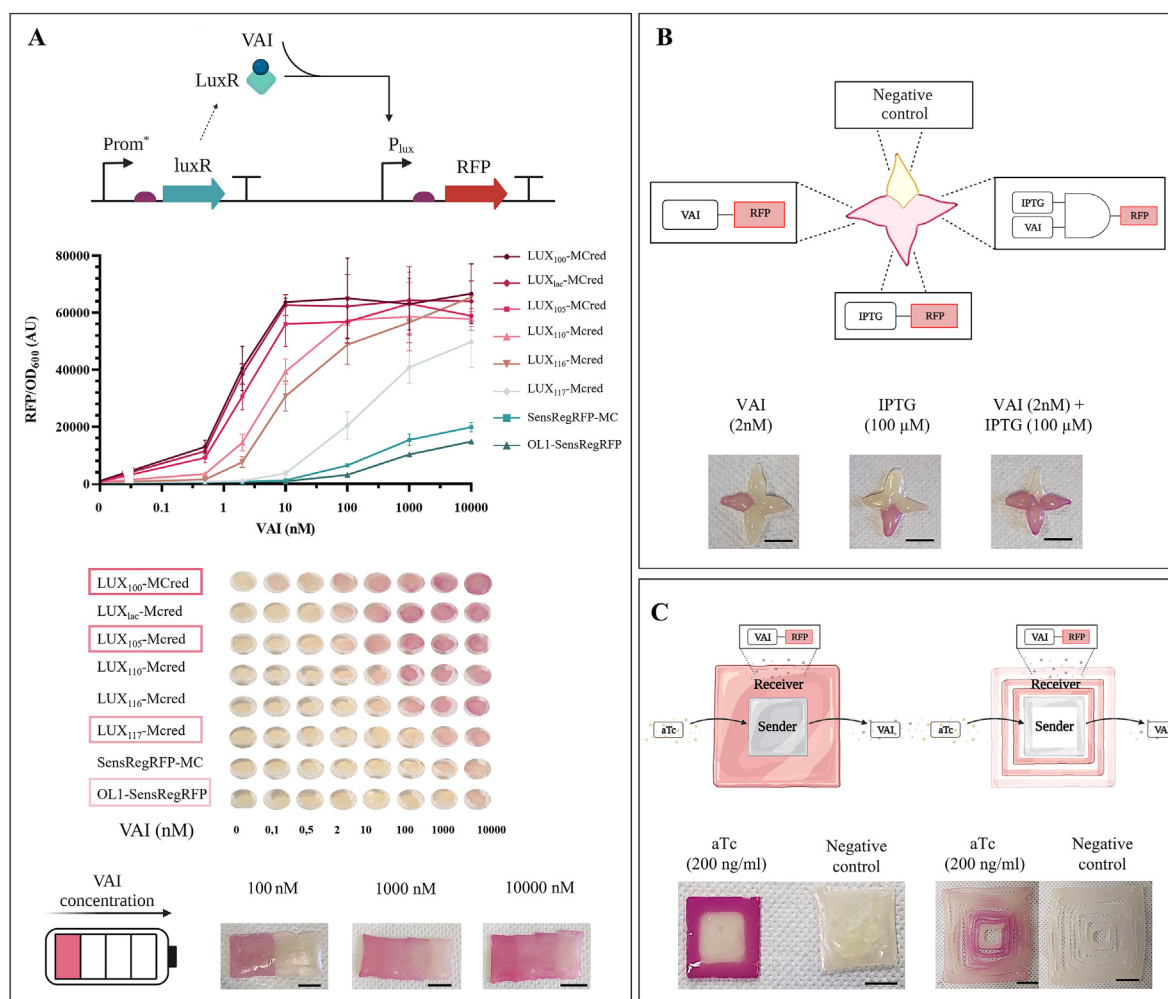 A
VAI
LuxR
Prom*
luxR
P_lux
RFP
80000
60000
40000
20000
0
RFP/OD₆₀₀ (AU)
0
0.1
1
10
100
1000
10000
VAI (nM)
LUX₁₀₀-MCred
LUX_lac-MCred
LUX₁₀₅-MCred
LUX₁₁₀-Mcred
LUX₁₁₆-Mcred
LUX₁₁₇-Mcred
SensRegRFP-MC
OL1-SensRegRFP
LUX₁₀₀-MCred
LUX_lac-Mcred
LUX₁₀₅-Mcred
LUX₁₁₀-Mcred
LUX₁₁₆-Mcred
LUX₁₁₇-Mcred
SensRegRFP-MC
OL1-SensRegRFP
VAI (nM) 0 0,1 0,5 2 10 100 1000 10000
VAI
concentration
100 nM
1000 nM
10000 nM
B
Negative
control
VAI RFP
IPTG
VAI
RFP
IPTG RFP
VAI
(2nM)
IPTG
(100 µM)
VAI (2nM) +
IPTG (100 µM)
C
VAI RFP
Receiver
Sender
aTc
VAI
VAI RFP
Receiver
Sender
aTc
VA
aTc
(200 ng/ml)
Negative
control
aTc
(200 ng/ml)
Negative
control